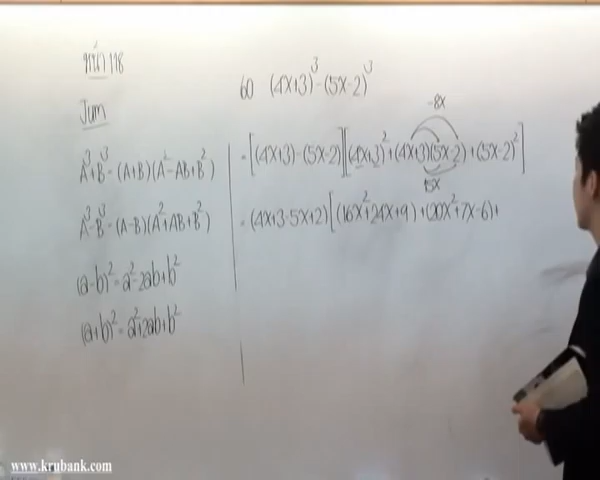 หน้า 118
60 (4x+3)³-(5x-2)³
-8x
A³+B³=(A+B)(A²-AB+B²)
=[(4x+3)-(5x-2)][(4x+3)²+(4x+3)(5x-2)+(5x-2)²]
15x
A³-B³=(A-B)(A²+AB+B²)
=(4x+3-5x+2)[(16x²+24x+9)+(20x²+7x-6)+
(a-b)²=a²-2ab+b²
(a+b)²=a²+2ab+b²
www.krubank.com